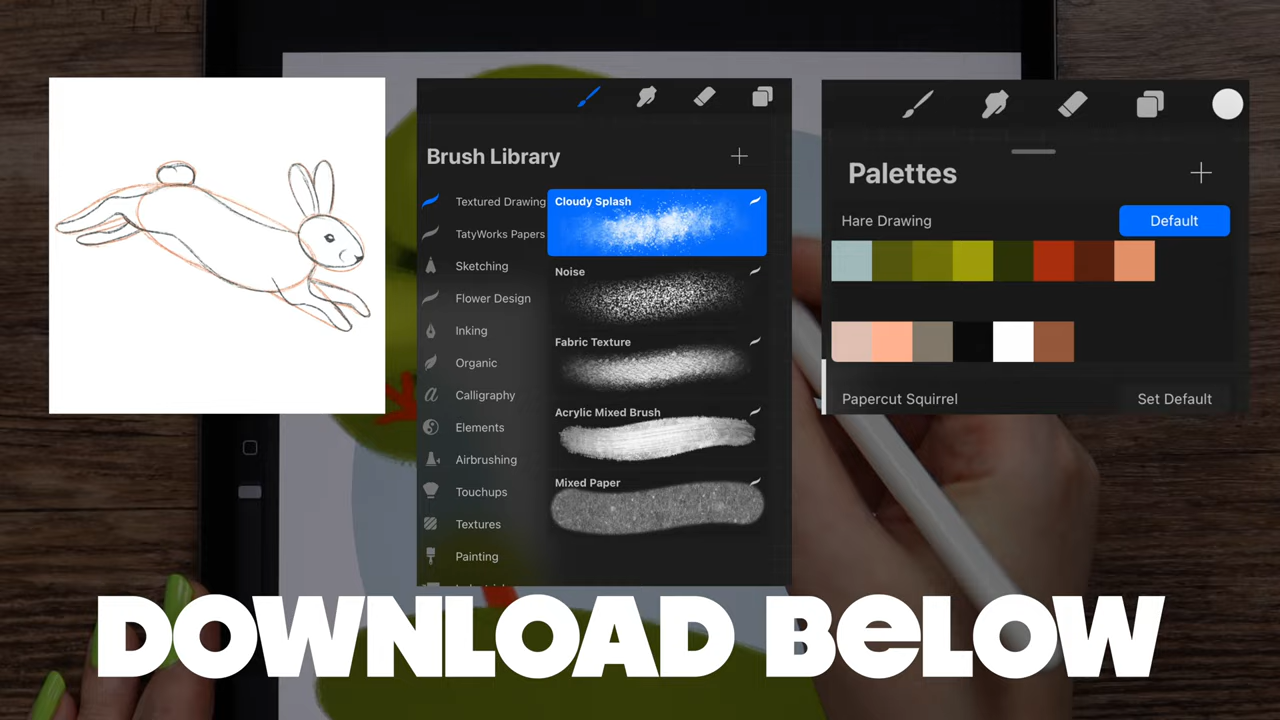 Brush Library
Textured Drawing
TatyWorks Papers
Sketching
Flower Design
Inking
Organic
Calligraphy
Elements
Airbrushing
Touchups
Textures
Painting
Cloudy Splash
Noise
Fabric Texture
Acrylic Mixed Brush
Mixed Paper
Palettes
Hare Drawing
Default
Papercut Squirrel
Set Default
DOWNLOAD BeLOW